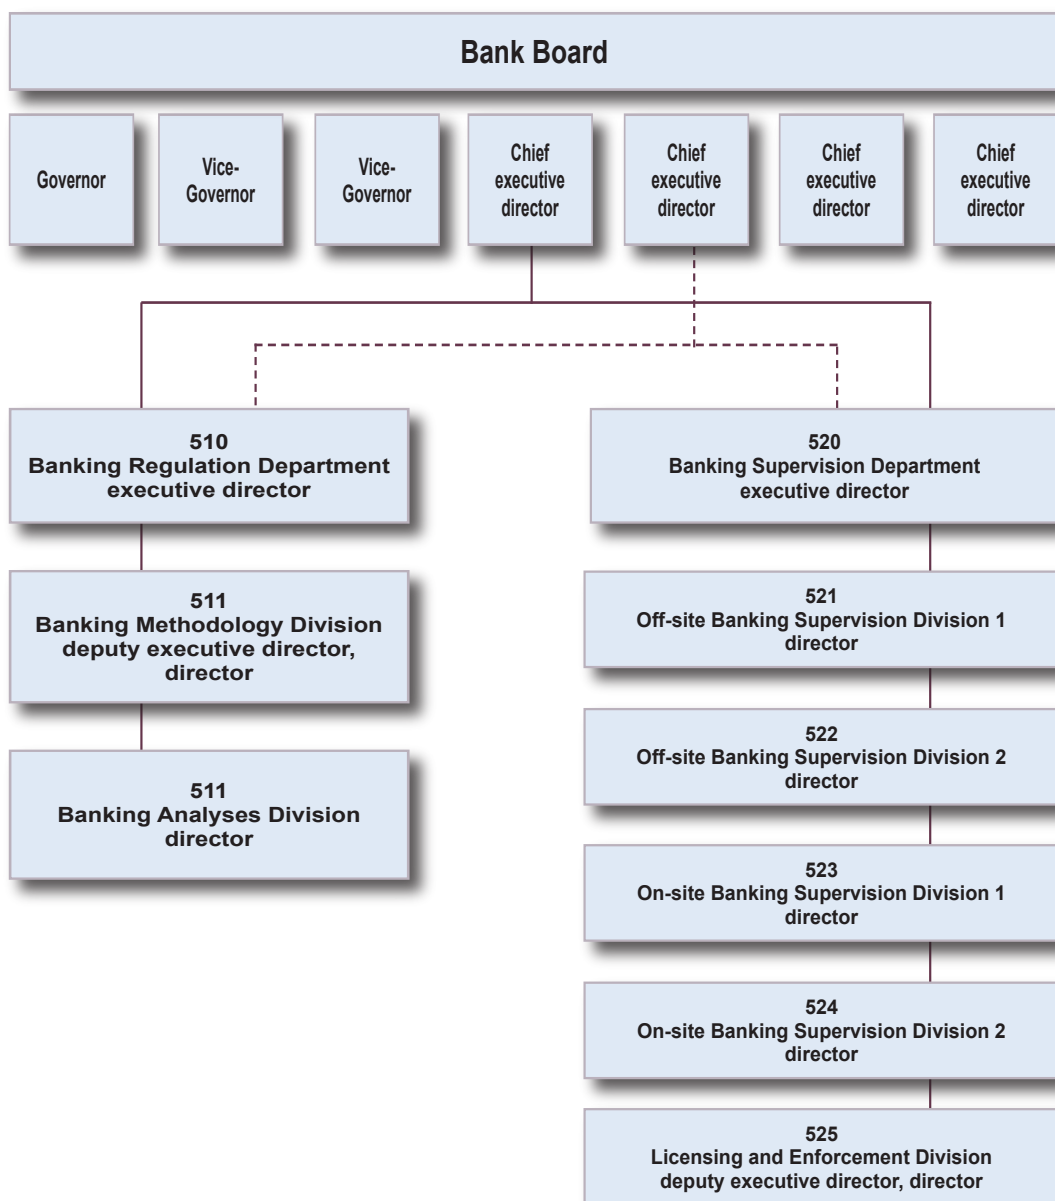 Bank Board
Governor
Vice-
Governor
Vice-
Governor
Chief
executive
director
Chief
executive
director
Chief
executive
director
Chief
executive
director
510
Banking Regulation Department
executive director
511
Banking Methodology Division
deputy executive director,
director
511
Banking Analyses Division
director
520
Banking Supervision Department
executive director
521
Off-site Banking Supervision Division 1
director
522
Off-site Banking Supervision Division 2
director
523
On-site Banking Supervision Division 1
director
524
On-site Banking Supervision Division 2
director
525
Licensing and Enforcement Division
deputy executive director, director